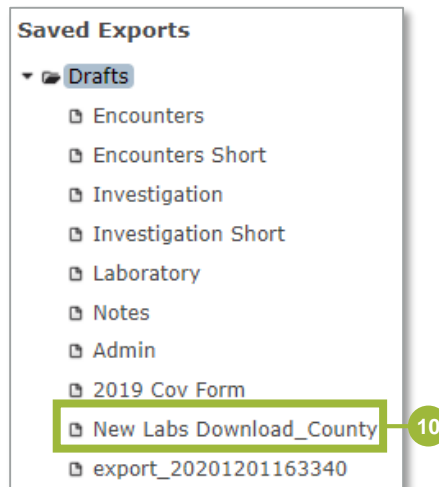 Saved Exports
Drafts
Encounters
Encounters Short
Investigation
Investigation Short
Laboratory
Notes
Admin
2019 Cov Form
New Labs Download_County
10
export_20201201163340